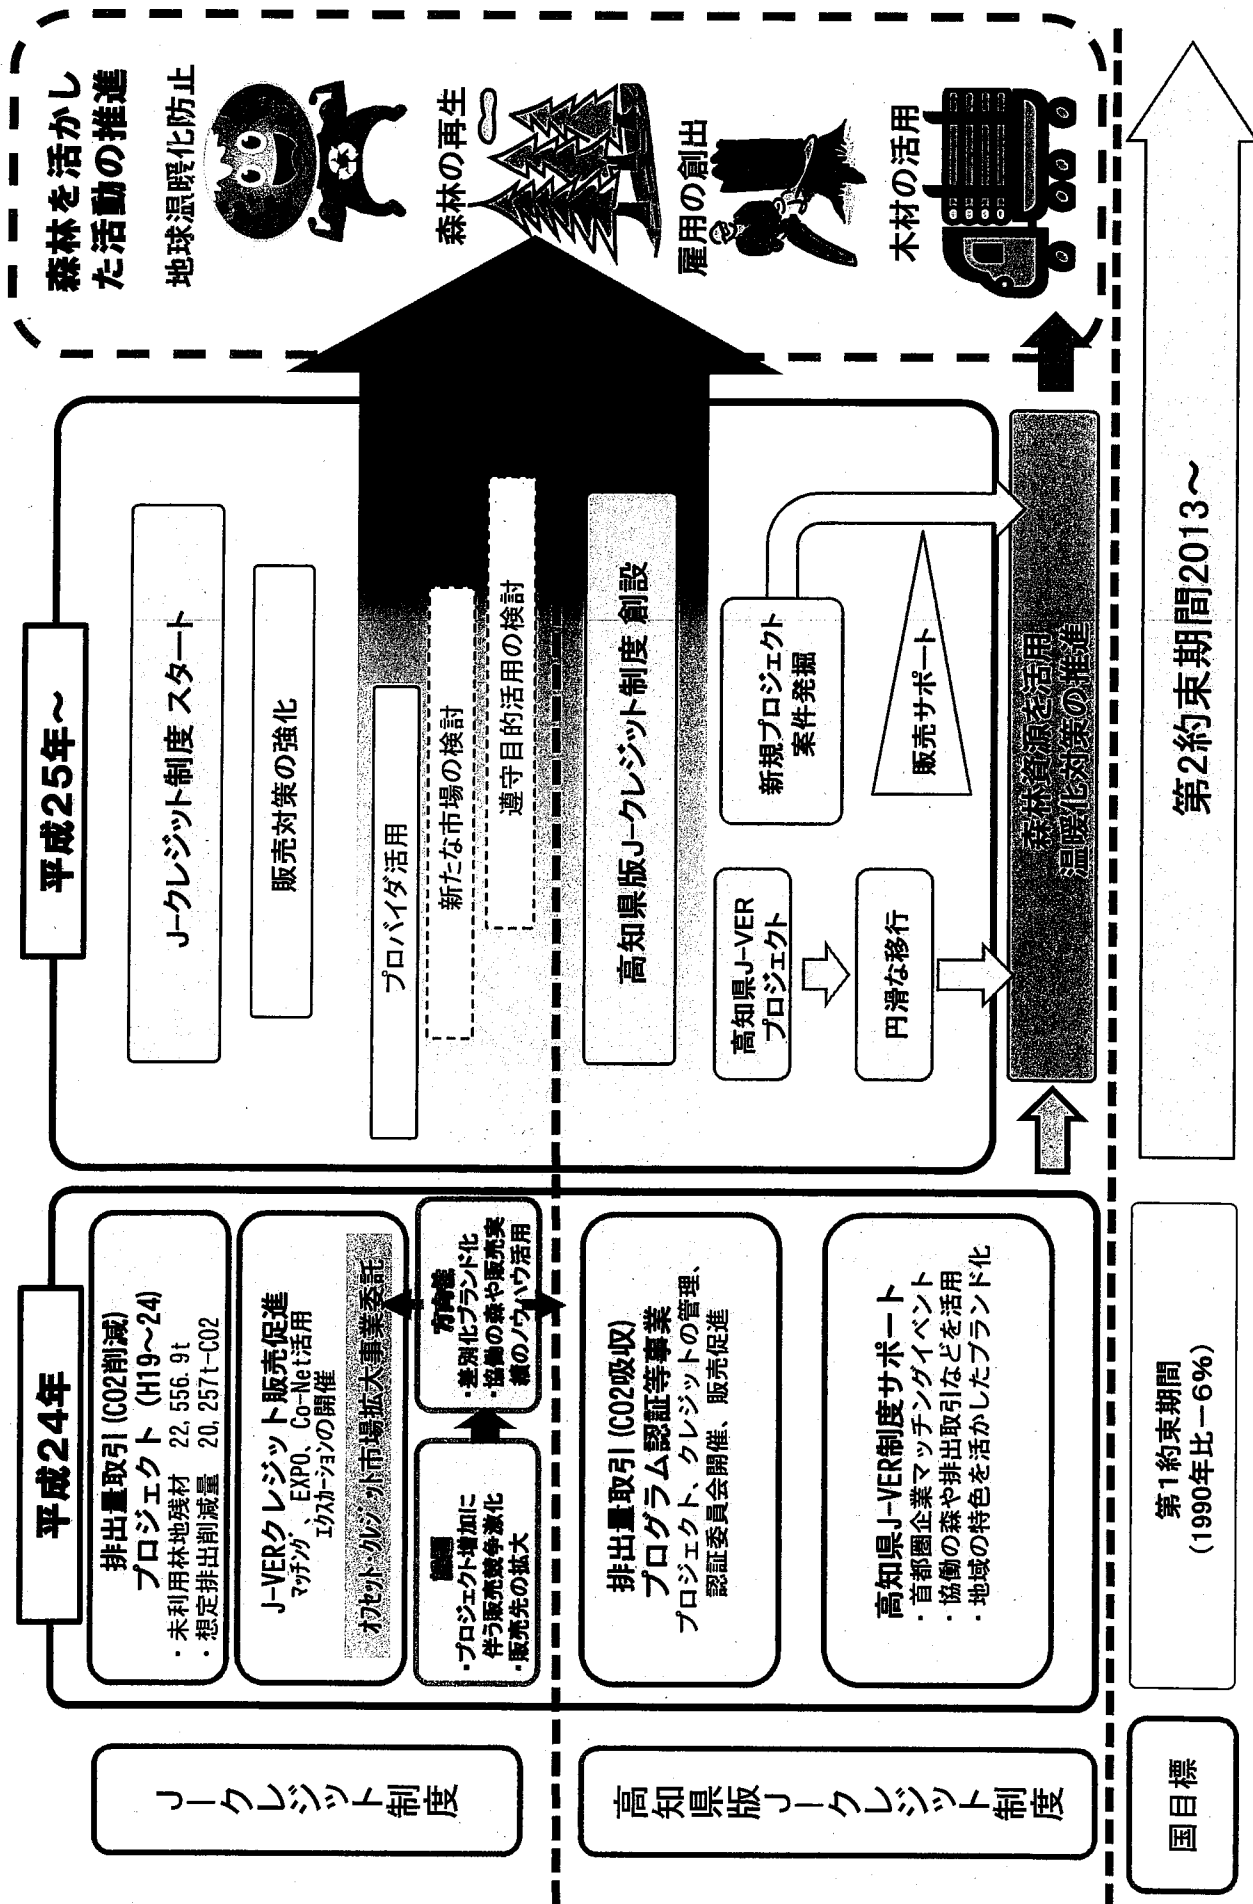 平成24年
平成25年～
森林を活かし
た活動の推進
Jークレジット制度
排出量取引(CO2削減)
プロジェクト (H19～24)
・未利用林地残材 22,556.9t
・想定排出削減量 20,257t-CO2
J-VERクレジット販売促進
マッチング、EXPO、Co-Net活用
エクスカーションの開催
オフセット・クレジット市場拡大事業委託
課題
・プロジェクト増加に
伴う販売競争激化
・販売先の拡大
方向性
・差別化ブランド化
・協働の森や販売実
績のノウハウ活用
Jークレジット制度 スタート
販売対策の強化
プロバイダ活用
新たな市場の検討
遵守目的活用の検討
高知県版Jークレジット制度
排出量取引(CO2吸収)
プログラム認証等事業
プロジェクト、クレジットの管理、
認証委員会開催、販売促進
高知県J-VER制度サポート
・首都圏企業マッチングイベント
・協働の森や排出取引などを活用
・地域の特色を活かしたブランド化
高知県版Jークレジット制度 創設
高知県J-VER
プロジェクト
円滑な移行
新規プロジェクト
案件発掘
販売サポート
森林資源を活用
温暖化対策の推進
地球温暖化防止
森林の再生
雇用の創出
木材の活用
国目標
第1約束期間
(1990年比－6%)
第2約束期間2013～